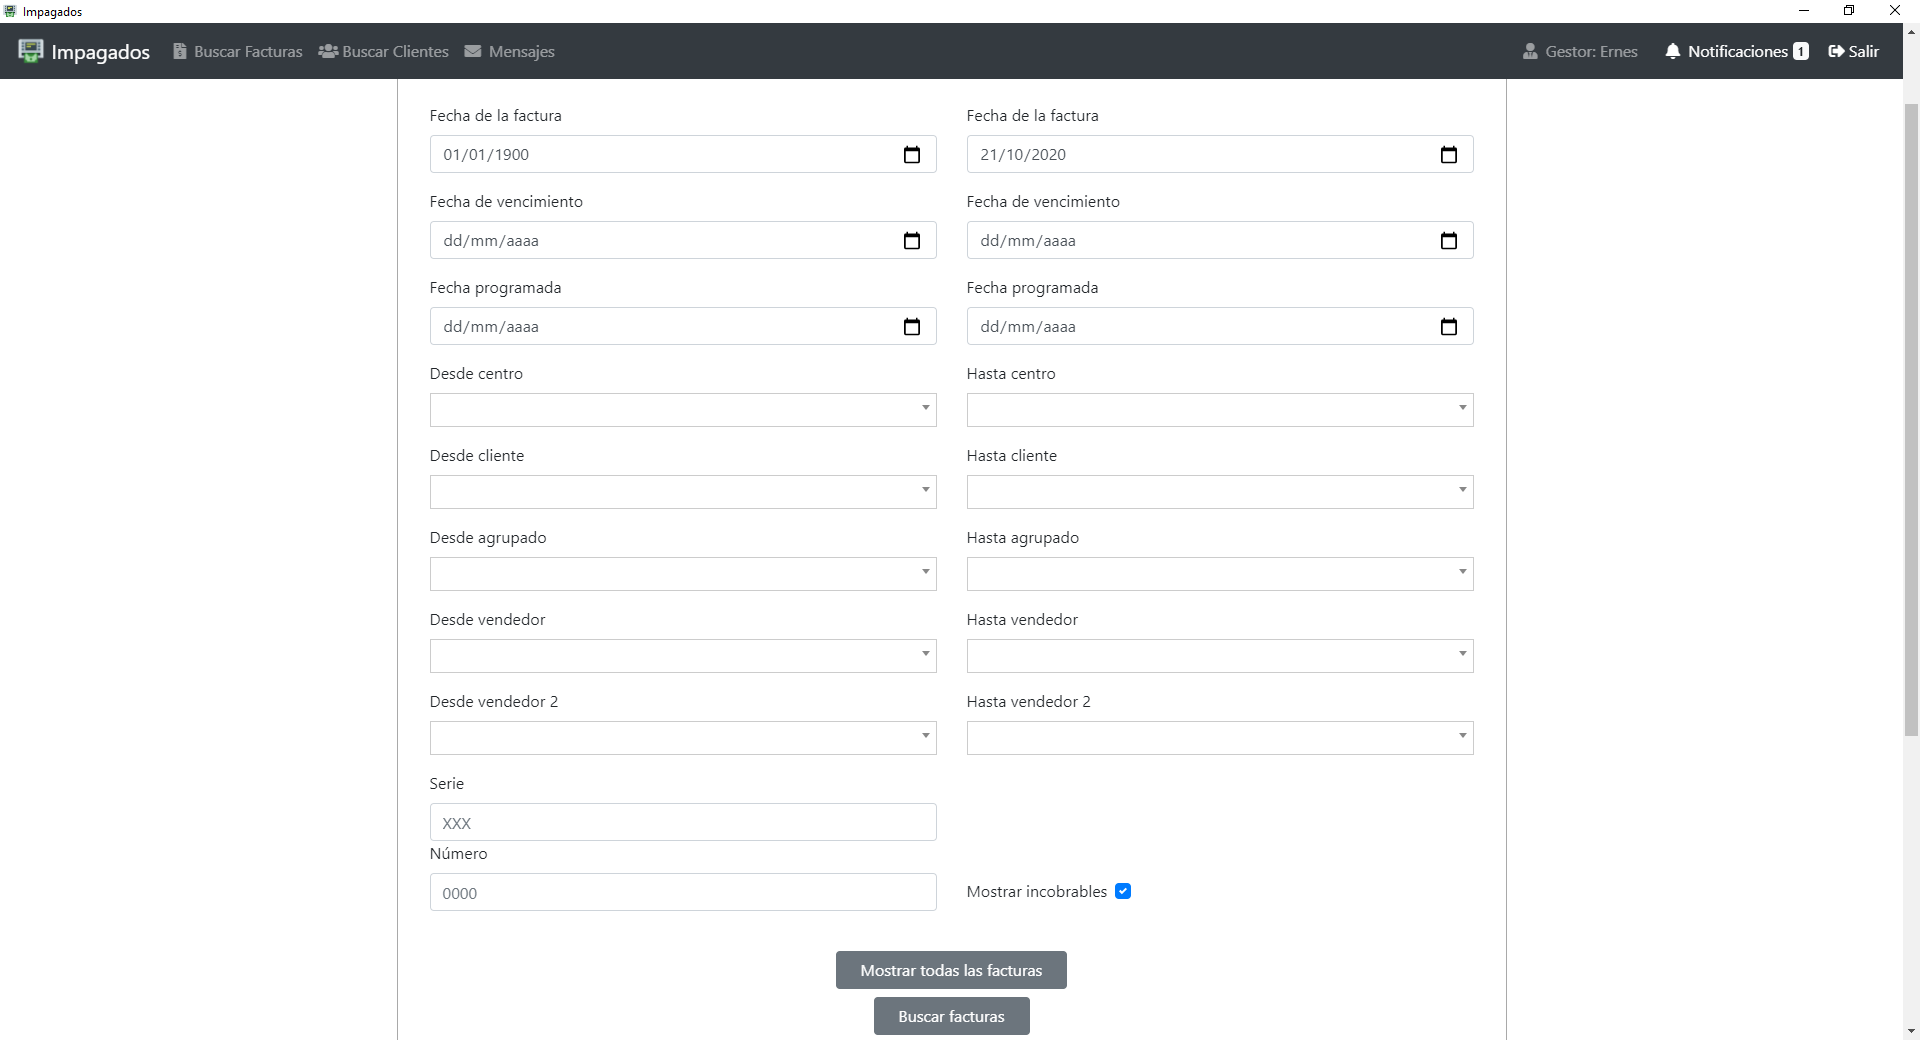 Impagados
Impagados Buscar Facturas Buscar Clientes Mensajes Gestor: Ernes Notificaciones 1 Salir
Fecha de la factura Fecha de la factura
01/01/1900 21/10/2020
Fecha de vencimiento Fecha de vencimiento
dd/mm/aaaa dd/mm/aaaa
Fecha programada Fecha programada
dd/mm/aaaa dd/mm/aaaa
Desde centro Hasta centro
Desde cliente Hasta cliente
Desde agrupado Hasta agrupado
Desde vendedor Hasta vendedor
Desde vendedor 2 Hasta vendedor 2
Serie
XXX
Número
0000 Mostrar incobrables
Mostrar todas las facturas
Buscar facturas